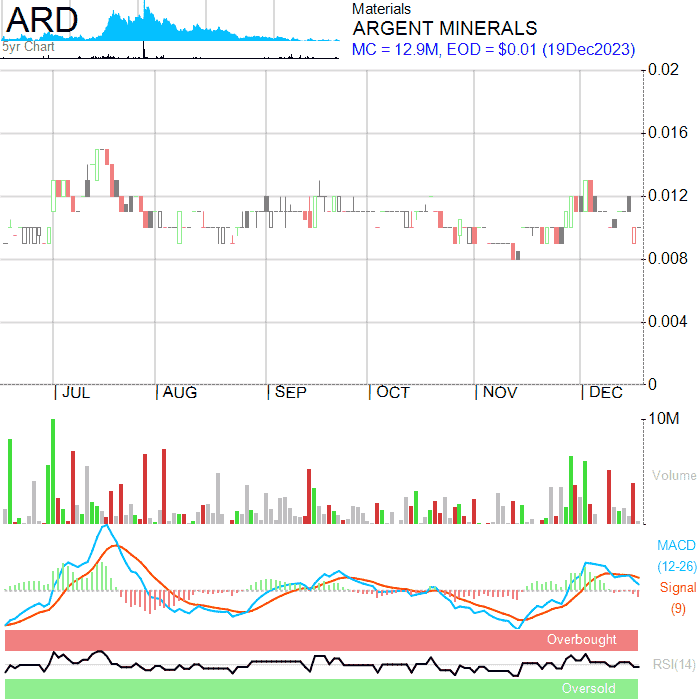 ARD
5yr Chart
Materials
ARGENT MINERALS
MC = 12.9M, EOD = $0.01 (19Dec2023)
0.02
0.016
0.012
0.008
0.004
0
JUL AUG SEP OCT NOV DEC
10M
Volume
MACD
(12-26)
Signal
(9)
Overbought
RSI(14)
Oversold